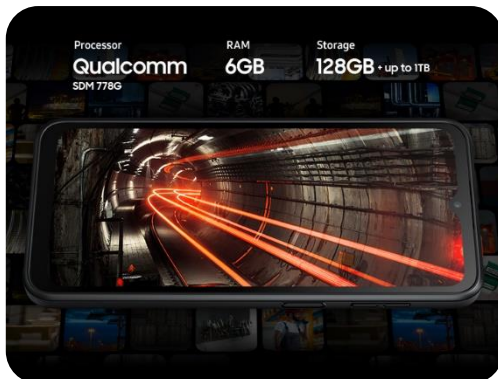 Processor
Qualcomm
SDM 778G
RAM
6GB
Storage
128GB + up to 1TB